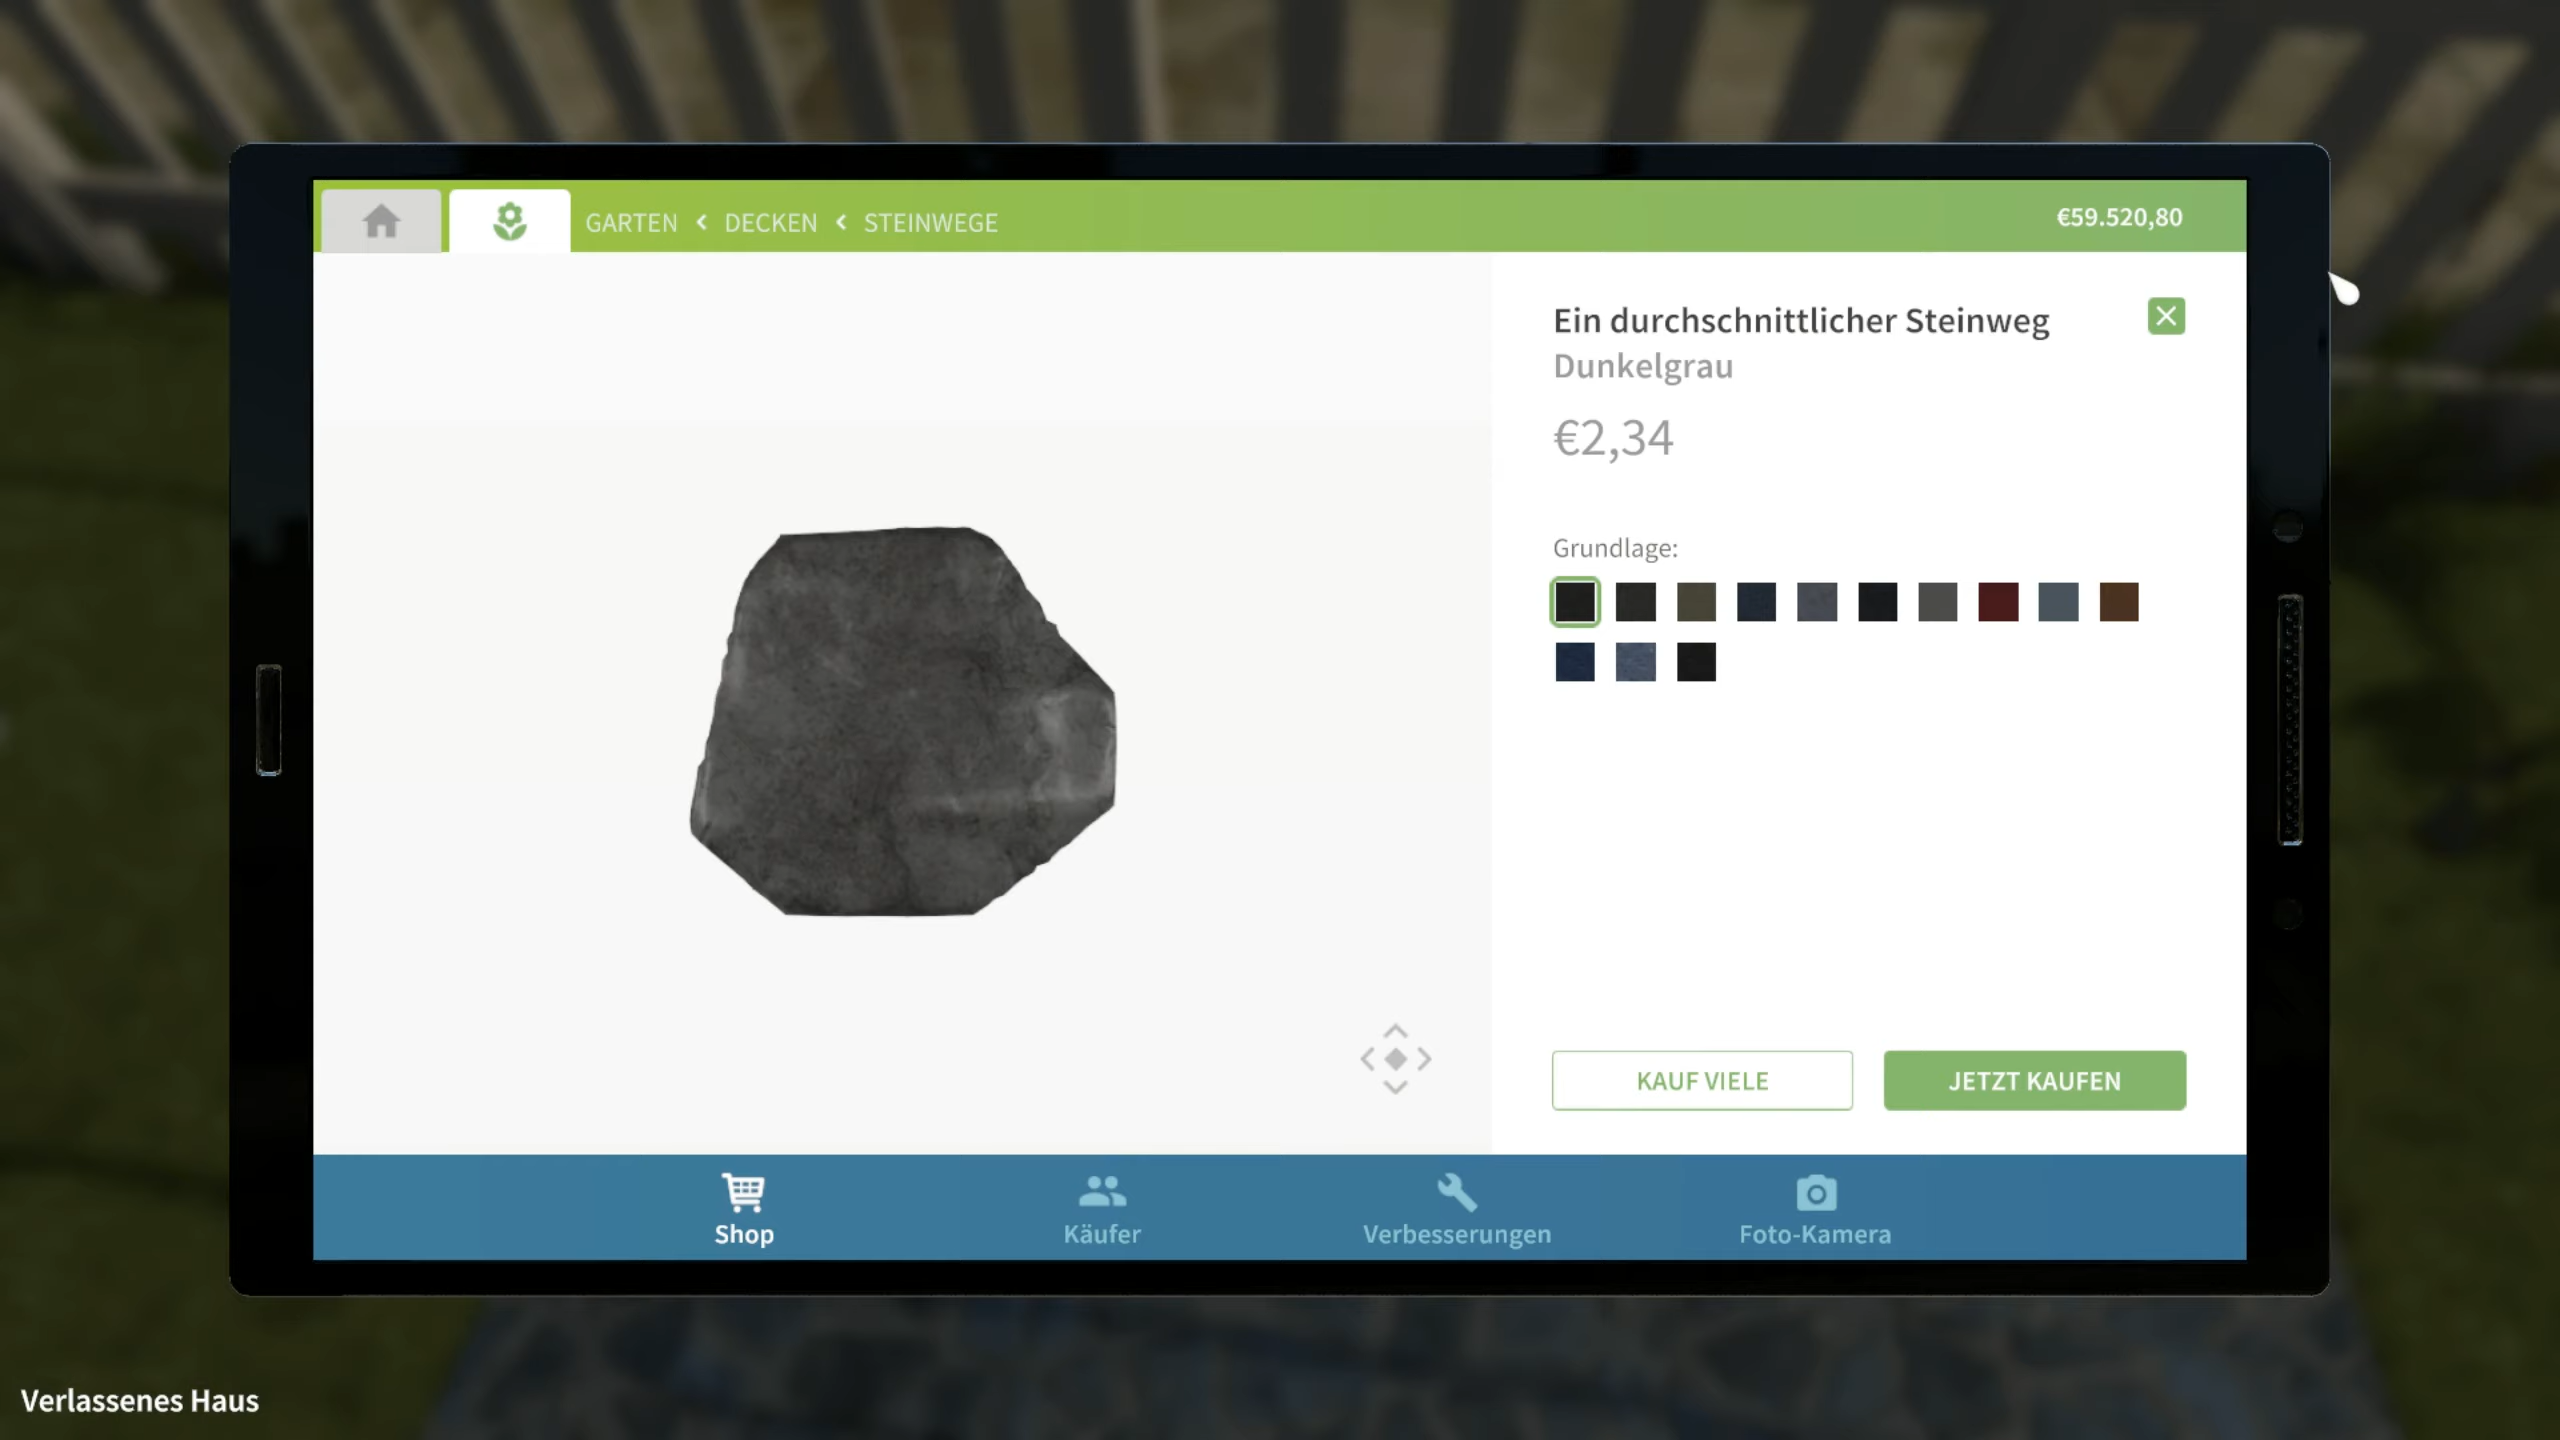 GARTEN < DECKEN < STEINWEGE
€59.520,80
Ein durchschnittlicher Steinweg
Dunkelgrau
€2,34
Grundlage:
KAUF VIELE
JETZT KAUFEN
Shop
Käufer
Verbesserungen
Foto-Kamera
Verlassenes Haus